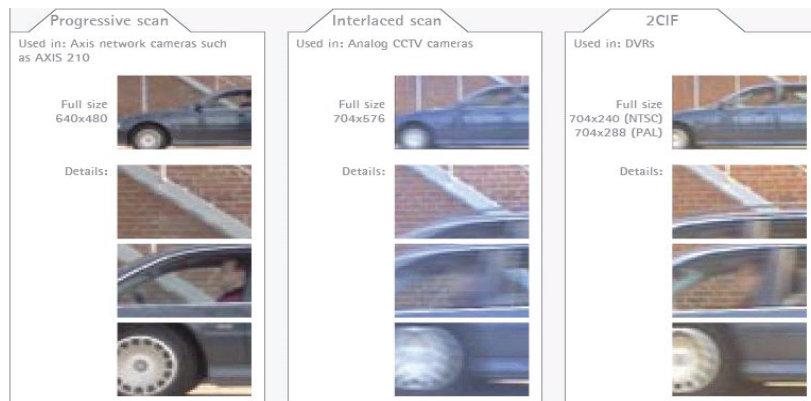 Progressive scan
Used in: Axis network cameras such
as AXIS 210
Full size
640x480
Details:
Interlaced scan
Used in: Analog CCTV cameras
Full size
704x576
Details:
2CIF
Used in: DVRs
Full size
704x240 (NTSC)
704x288 (PAL)
Details: